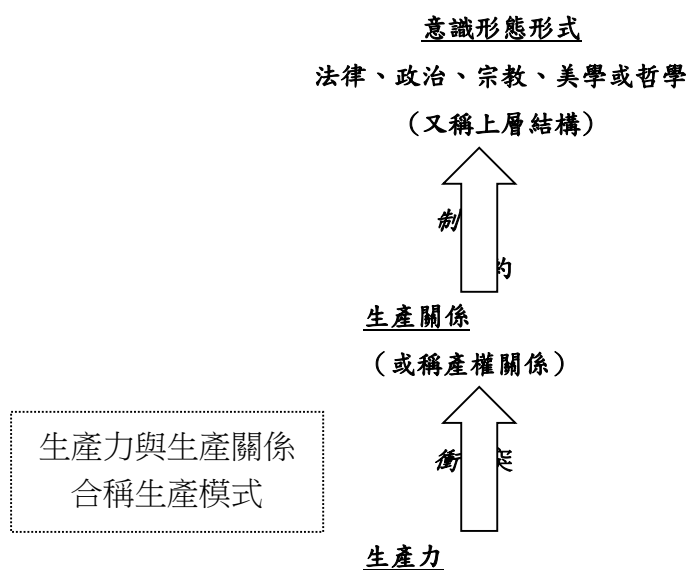 意識形態形式
法律、政治、宗教、美學或哲學
（又稱上層結構）
制
約
生產關係
（或稱產權關係）
衝突
生產力與生產關係
合稱生產模式
生產力